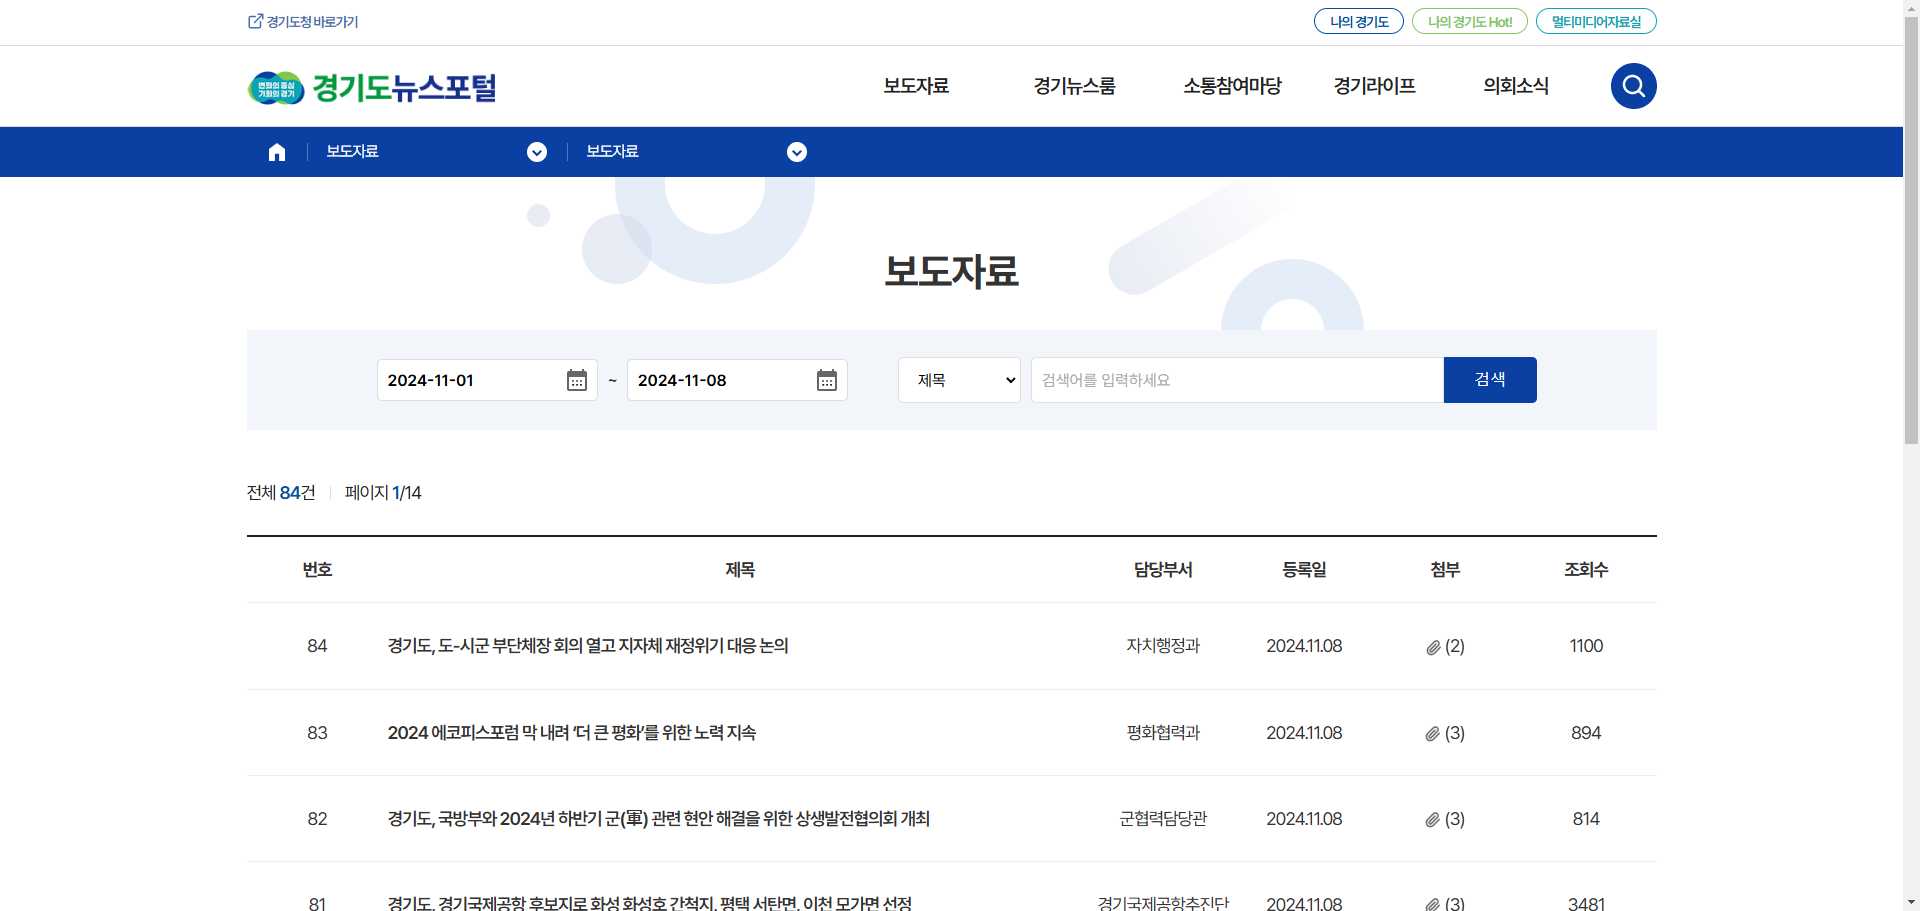 경기도청 바로가기
나의 경기도
나의 경기도 Hot!
멀티미디어자료실
변화의 중심
기회의 경기
경기도뉴스포털
보도자료
경기뉴스룸
소통참여마당
경기라이프
의회소식
보도자료
보도자료
보도자료
2024-11-01 ~ 2024-11-08
제목
검색어를 입력하세요
검색
전체 84건
페이지 1/14
번호 제목 담당부서 등록일 첨부 조회수
84 경기도, 도-시군 부단체장 회의 열고 지자체 재정위기 대응 논의 자치행정과 2024.11.08 (2) 1100
83 2024 에코피스포럼 막 내려 ‘더 큰 평화’를 위한 노력 지속 평화협력과 2024.11.08 (3) 894
82 경기도, 국방부와 2024년 하반기 군(軍) 관련 현안 해결을 위한 상생발전협의회 개최 군협력담당관 2024.11.08 (3) 814
81 경기도, 경기국제공항 후보지로 화성 화성호 간척지, 평택 서탄면, 이천 모가면 선정 경기국제공항추진단 2024.11.08 (3) 3481